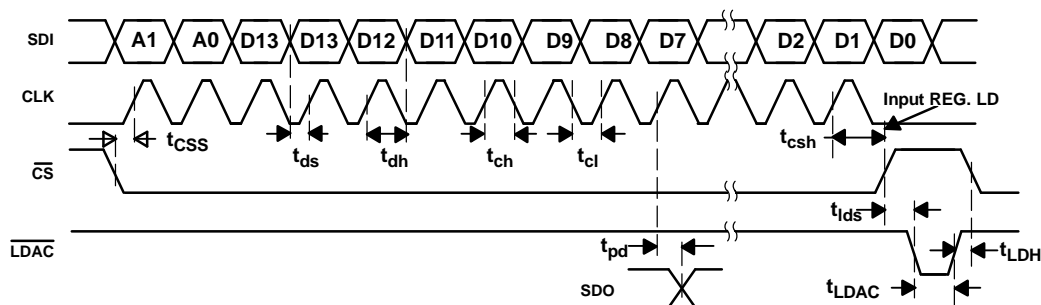 SDI A1 A0 D13 D13 D12 D11 D10 D9 D8 D7 D2 D1 D0
CLK
Input REG. LD
tCSS tds tdh tch tcl tcsh
CS
tlds
LDAC
tpd tLDH
SDO tLDAC